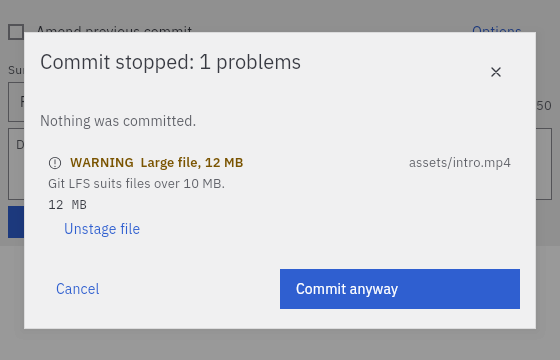 Amend previous commit
Options
Commit stopped: 1 problems
50
Nothing was committed.
WARNING Large file, 12 MB
assets/intro.mp4
Git LFS suits files over 10 MB.
12 MB
Unstage file
Cancel
Commit anyway